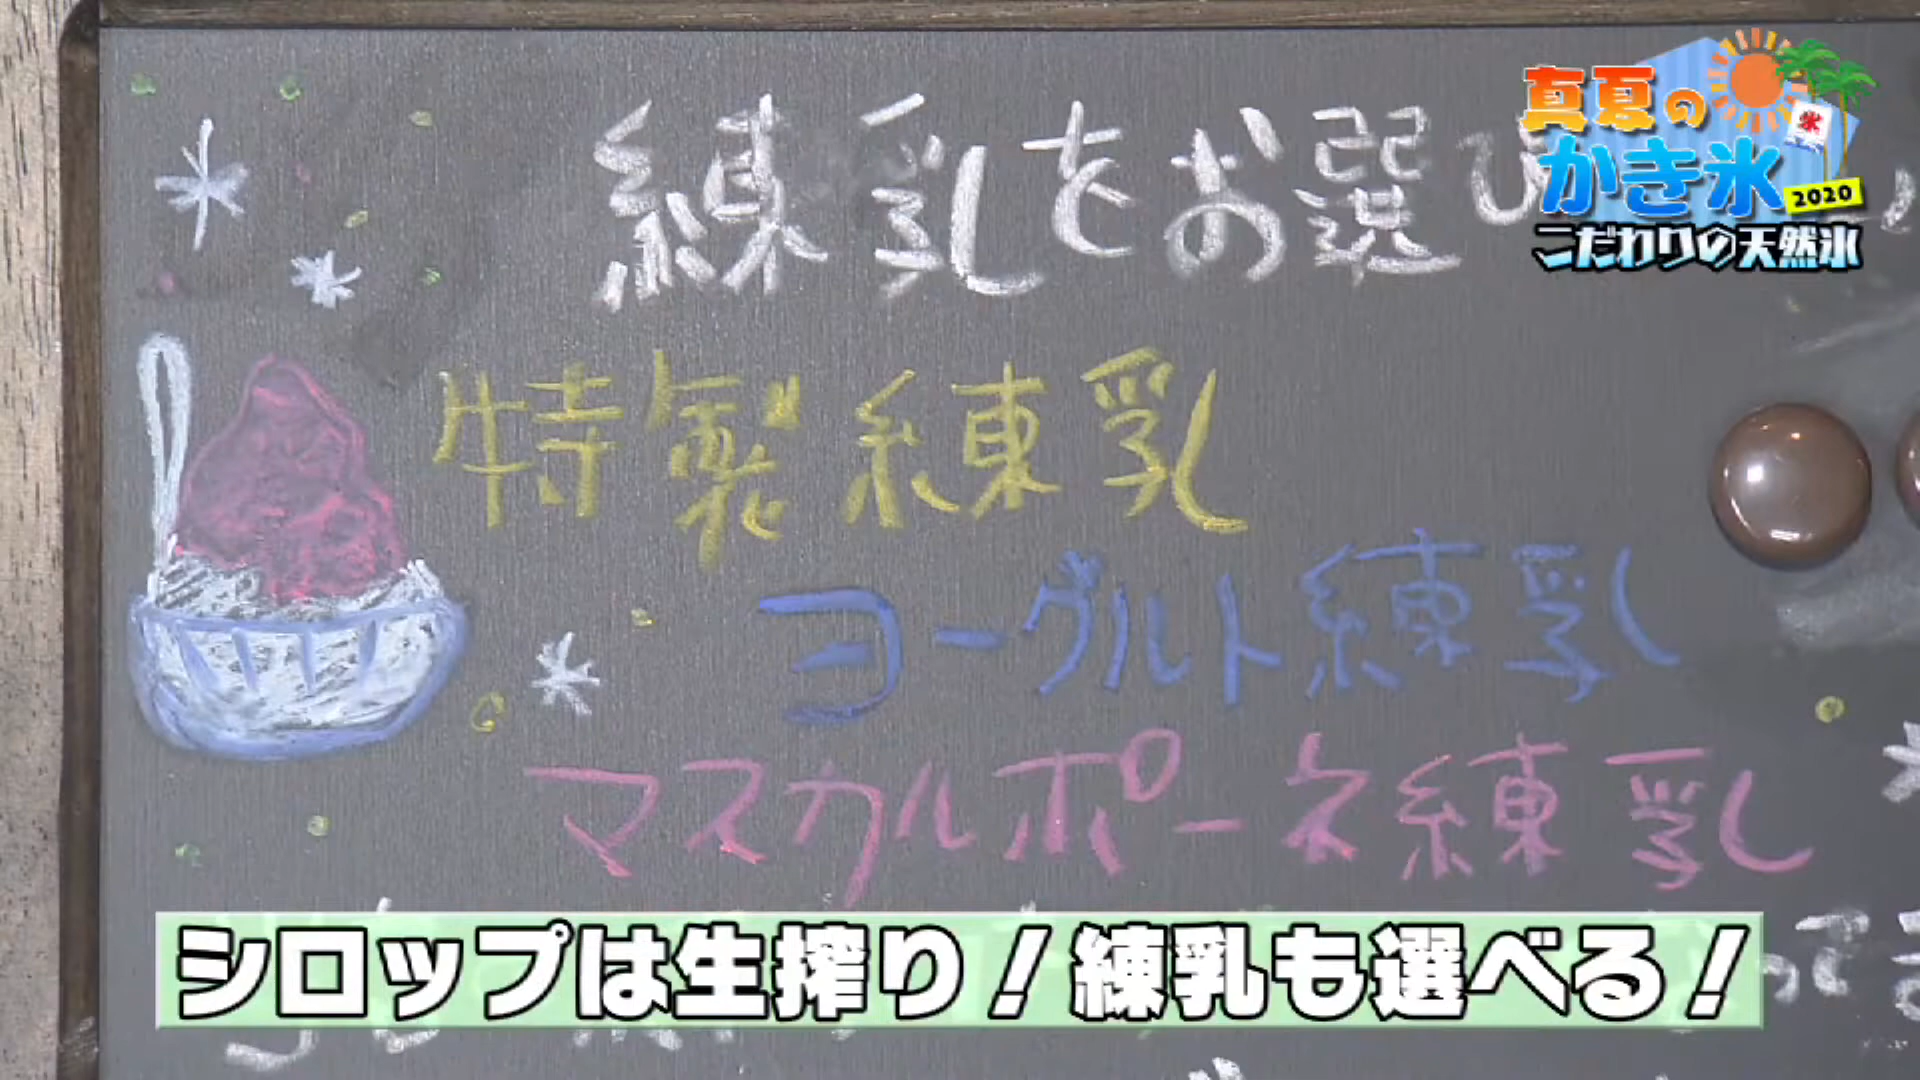 真夏の
かき氷
氷
2020
こだわりの天然氷
練乳をお選び
特製練乳
ヨーグルト練乳
マスカルポーネ練乳
シロップは生搾り！練乳も選べる！